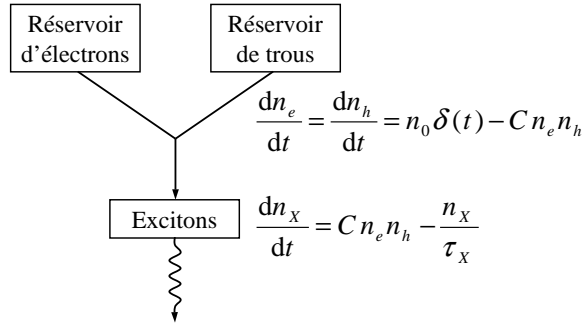 Réservoir
d'électrons
Réservoir
de trous
dn_e/dt = dn_h/dt = n_0 δ(t) − C n_e n_h
Excitons
dn_X/dt = C n_e n_h − n_X/τ_X